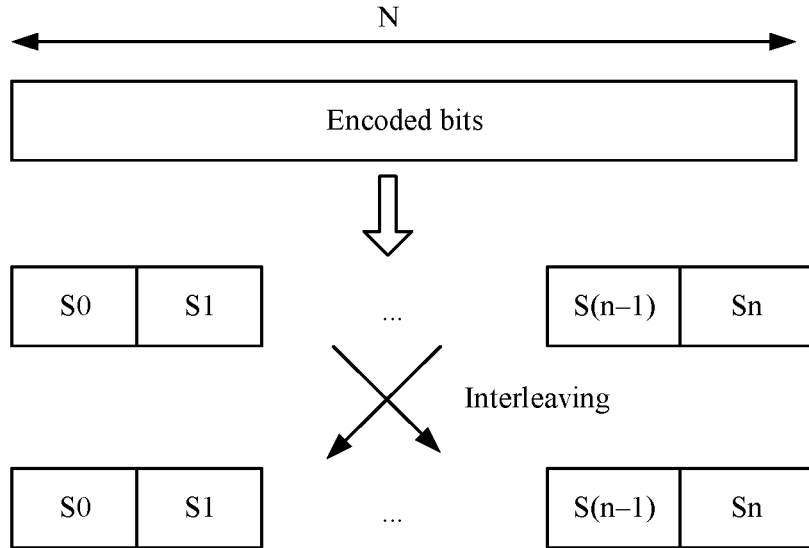 N
Encoded bits
S0 S1 ... S(n–1) Sn
Interleaving
S0 S1 ... S(n–1) Sn